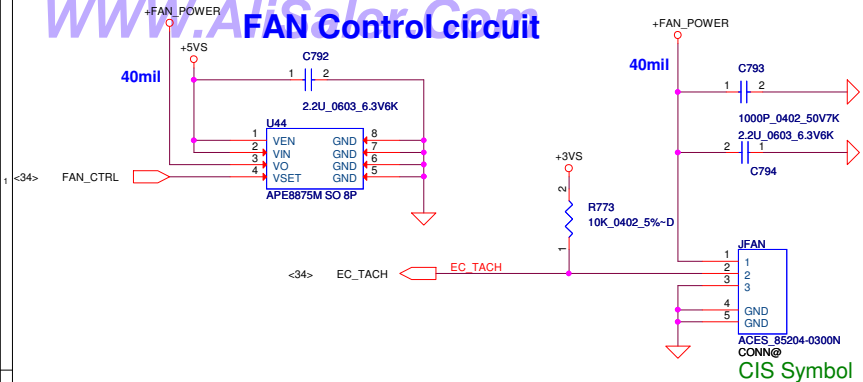 WWW.AliSaler.Com
FAN Control circuit
+FAN_POWER
+5VS
40mil
C792
1 2
2.2U_0603_6.3V6K
U44
1 VEN GND 8
2 VIN GND 7
3 VO GND 6
4 VSET GND 5
APE8875M SO 8P
1
<34> FAN_CTRL
+FAN_POWER
40mil
C793
1 2
1000P_0402_50V7K
2.2U_0603_6.3V6K
2 1
C794
+3VS
2
R773
10K_0402_5%~D
1
<34> EC_TACH EC_TACH
JFAN
1 1
2 2
3 3
4 GND
5 GND
ACES_85204-0300N
CONN@
CIS Symbol